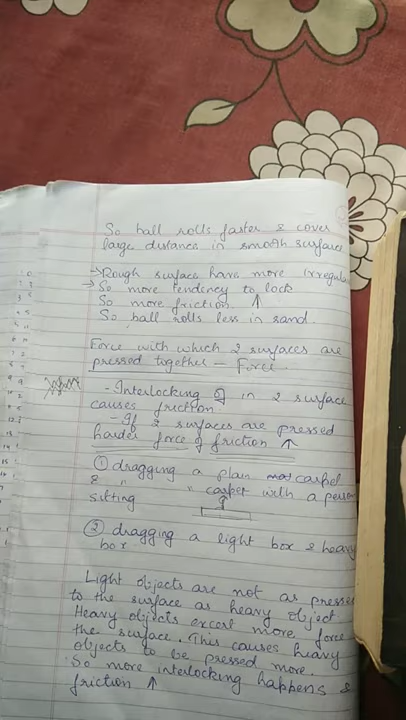 So ball rolls faster & cover
large distance in smooth surface
→ Rough surface have more irregular
→ So more tendency to lock
So more friction ↑
So ball rolls less in sand.
Force with which 2 surfaces are
pressed together – Force
- Interlocking of in 2 surface
causes friction.
- If 2 surfaces are pressed
harder force of friction ↑
① dragging a plain carpet
& " " carpet with a person
sitting
② dragging a light box & heavy
box
Light objects are not as pressed
to the surface as heavy object.
Heavy objects excert more force
the surface. This causes heavy
objects to be pressed more.
So more interlocking happens &
friction ↑